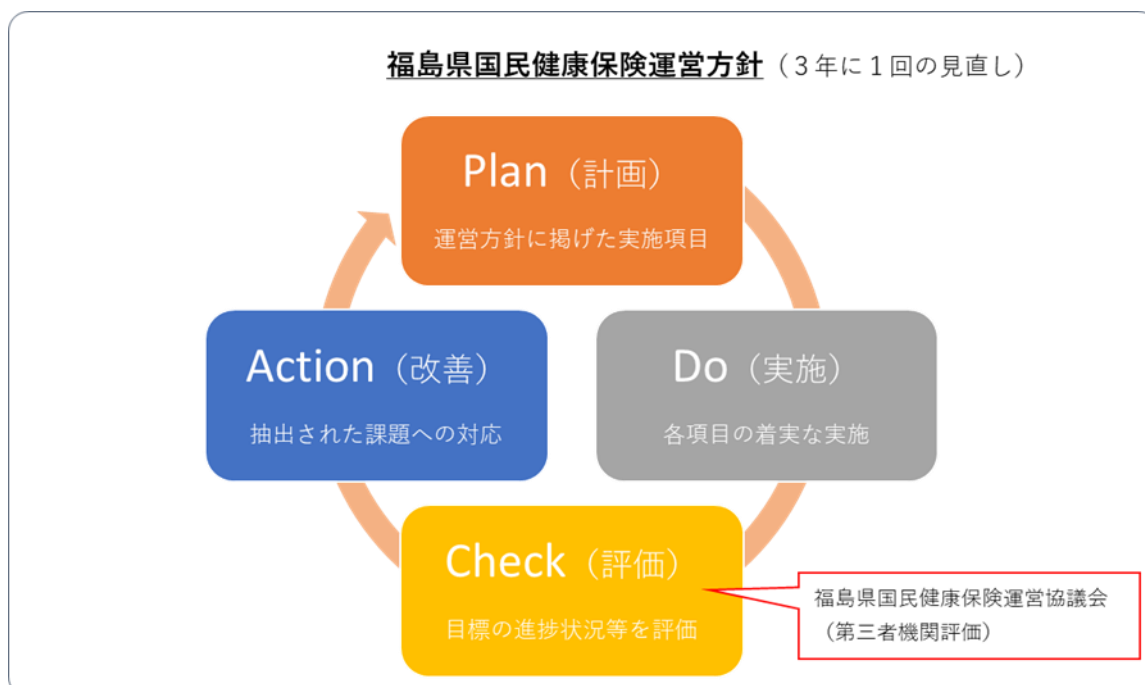 福島県国民健康保険運営方針（３年に１回の見直し）
Plan（計画）
運営方針に掲げた実施項目
Do（実施）
各項目の着実な実施
Check（評価）
目標の進捗状況等を評価
福島県国民健康保険運営協議会
（第三者機関評価）
Action（改善）
抽出された課題への対応